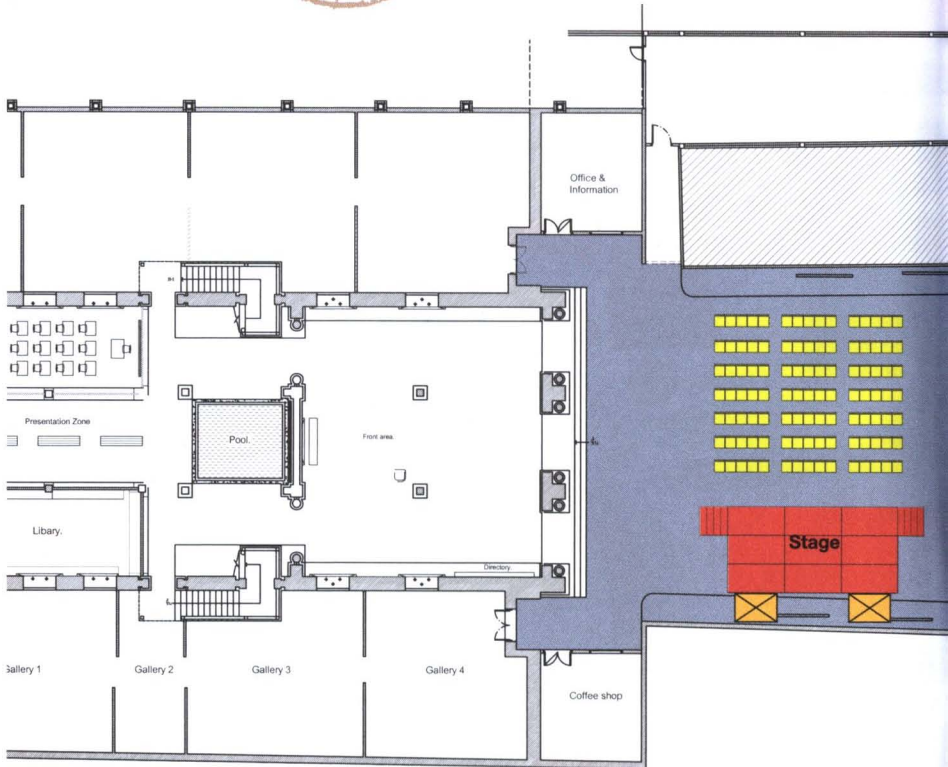 Office &
Information
Presentation Zone
Pool.
Front area.
Libary.
Stage
Directory.
Gallery 1
Gallery 2
Gallery 3
Gallery 4
Coffee shop